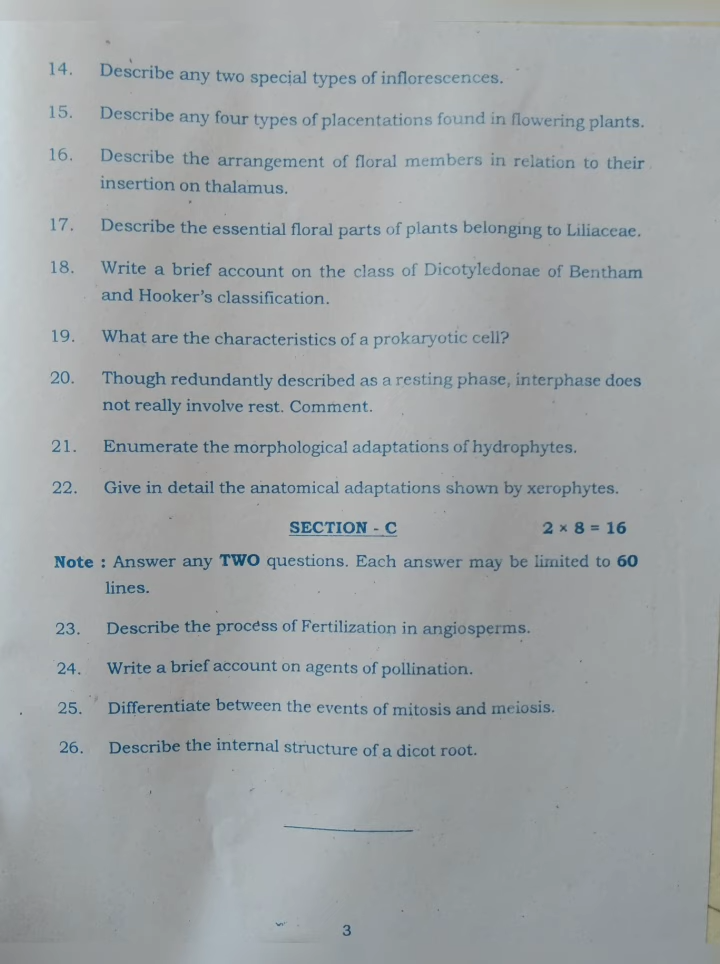 14. Describe any two special types of inflorescences.
15. Describe any four types of placentations found in flowering plants.
16. Describe the arrangement of floral members in relation to their
insertion on thalamus.
17. Describe the essential floral parts of plants belonging to Liliaceae.
18. Write a brief account on the class of Dicotyledonae of Bentham
and Hooker's classification.
19. What are the characteristics of a prokaryotic cell?
20. Though redundantly described as a resting phase, interphase does
not really involve rest. Comment.
21. Enumerate the morphological adaptations of hydrophytes.
22. Give in detail the anatomical adaptations shown by xerophytes.
SECTION - C 2 × 8 = 16
Note : Answer any TWO questions. Each answer may be limited to 60
lines.
23. Describe the process of Fertilization in angiosperms.
24. Write a brief account on agents of pollination.
25. Differentiate between the events of mitosis and meiosis.
26. Describe the internal structure of a dicot root.
3